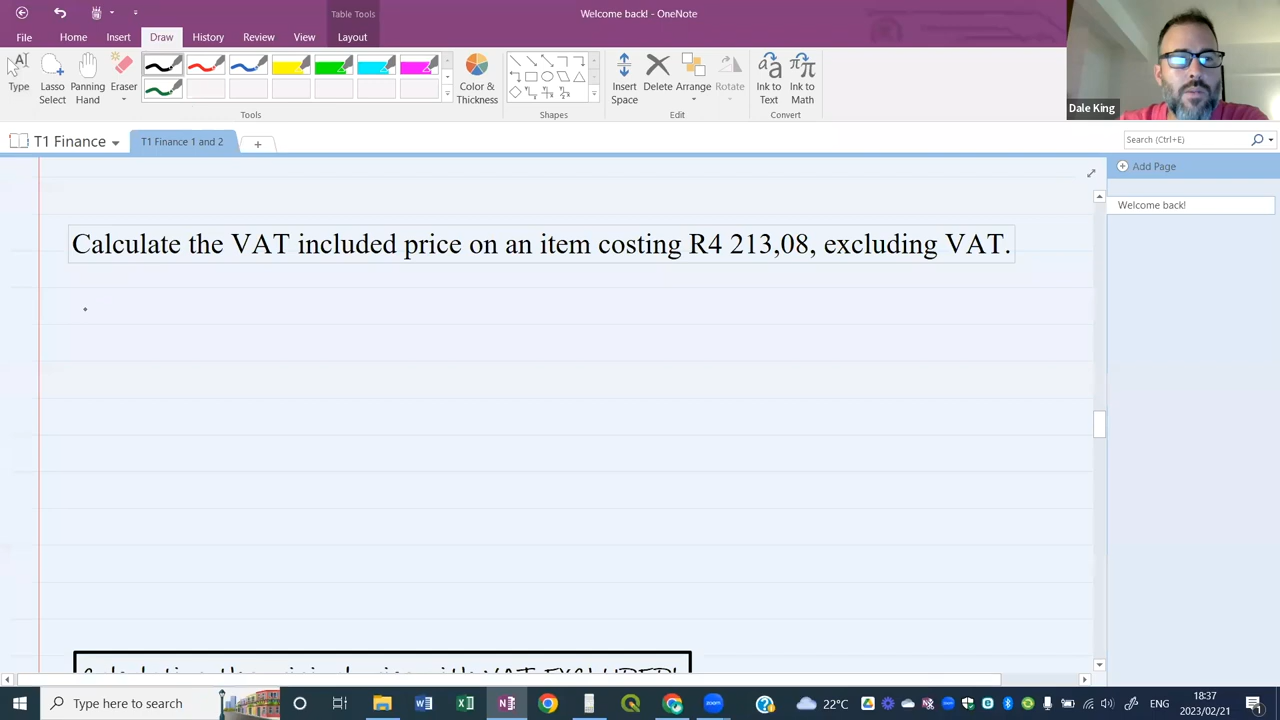 Table Tools
Welcome back! - OneNote
File
Home
Insert
Draw
History
Review
View
Layout
Type
Lasso Select
Panning Hand
Eraser
Color & Thickness
Insert Space
Delete
Arrange
Rotate
Ink to Text
Ink to Math
Tools
Shapes
Edit
Convert
Dale King
T1 Finance
T1 Finance 1 and 2
Search (Ctrl+E)
Add Page
Welcome back!
Calculate the VAT included price on an item costing R4 213,08, excluding VAT.
Type here to search
22°C
ENG
18:37
2023/02/21